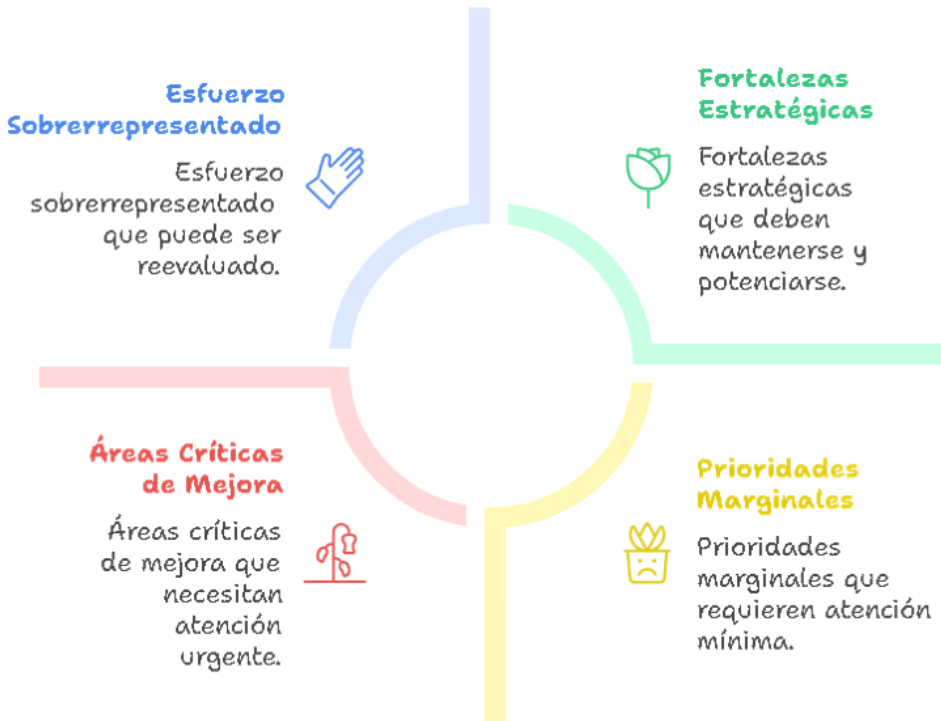 Esfuerzo
Sobrerrepresentado
Esfuerzo
sobrerrepresentado
que puede ser
reevaluado.
Fortalezas
Estratégicas
Fortalezas
estratégicas
que deben
mantenerse y
potenciarse.
Áreas Críticas
de Mejora
Áreas críticas
de mejora que
necesitan
atención
urgente.
Prioridades
Marginales
Prioridades
marginales que
requieren atención
mínima.